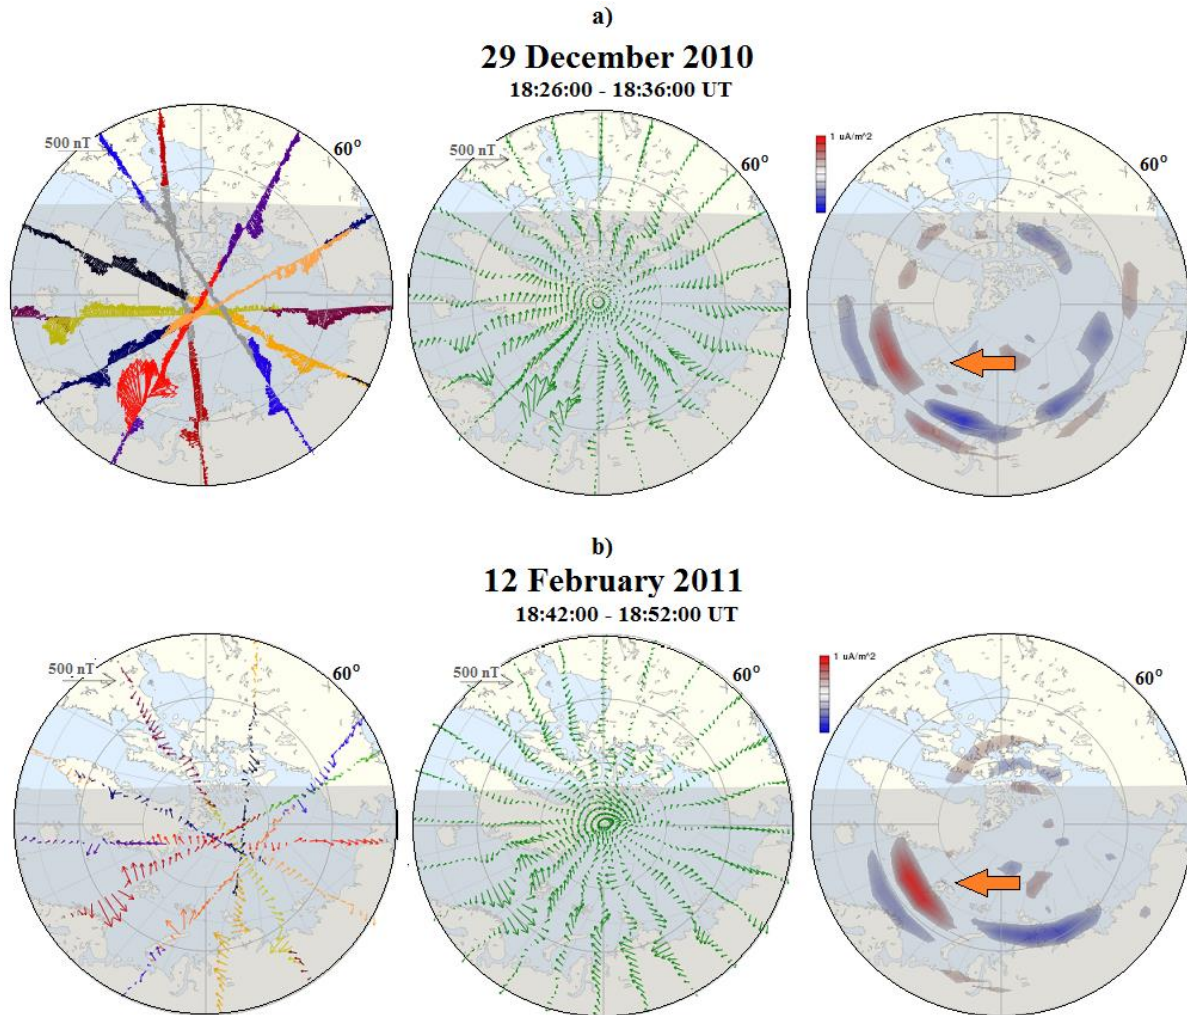 a)
29 December 2010
18:26:00 - 18:36:00 UT
500 nT
60°
500 nT
60°
1 uA/m^2
60°
b)
12 February 2011
18:42:00 - 18:52:00 UT
500 nT
60°
500 nT
60°
1 uA/m^2
60°